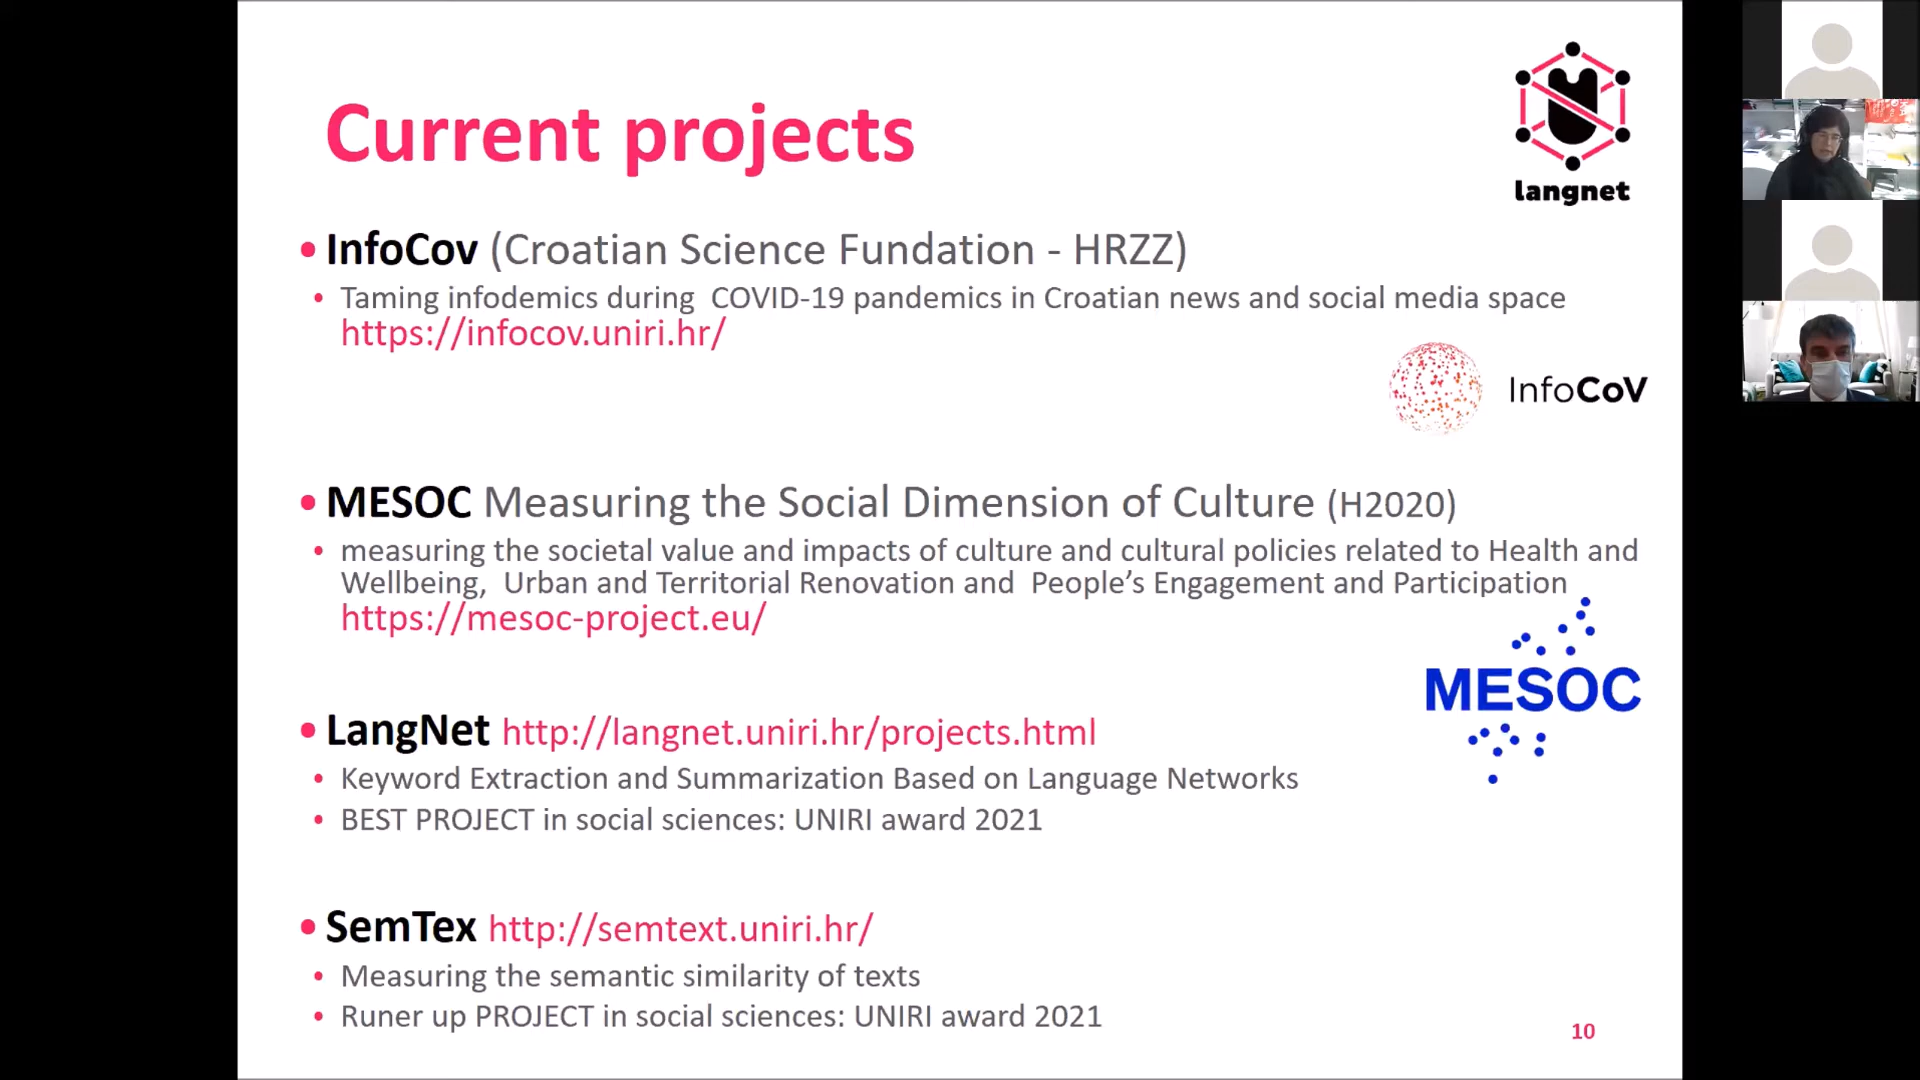 Current projects
langnet
• InfoCov (Croatian Science Fundation - HRZZ)
• Taming infodemics during COVID-19 pandemics in Croatian news and social media space
https://infocov.uniri.hr/
InfoCoV
• MESOC Measuring the Social Dimension of Culture (H2020)
• measuring the societal value and impacts of culture and cultural policies related to Health and
Wellbeing, Urban and Territorial Renovation and People's Engagement and Participation
https://mesoc-project.eu/
MESOC
• LangNet http://langnet.uniri.hr/projects.html
• Keyword Extraction and Summarization Based on Language Networks
• BEST PROJECT in social sciences: UNIRI award 2021
• SemTex http://semtext.uniri.hr/
• Measuring the semantic similarity of texts
• Runer up PROJECT in social sciences: UNIRI award 2021
10